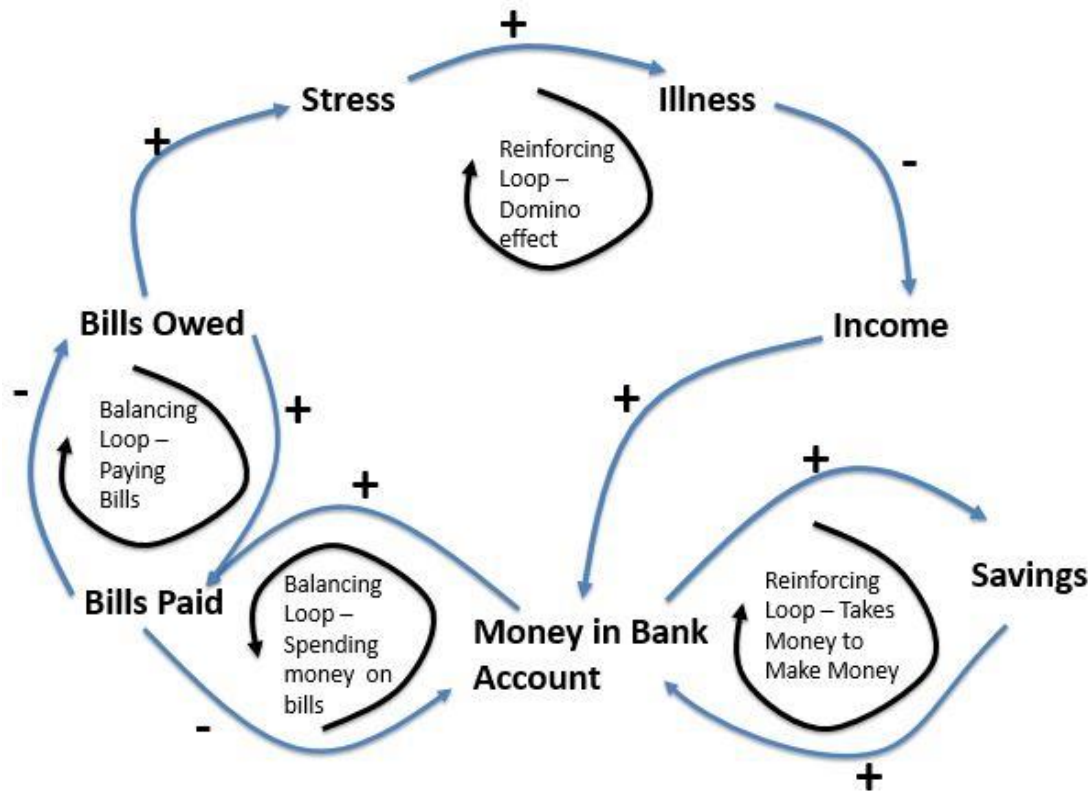 +
Stress
Illness
+
-
Reinforcing
Loop –
Domino
effect
Bills Owed
Income
-
+
+
Balancing
Loop –
Paying
Bills
+
+
Bills Paid
Balancing
Loop –
Spending
money on
bills
-
Money in Bank
Account
Reinforcing
Loop – Takes
Money to
Make Money
Savings
+